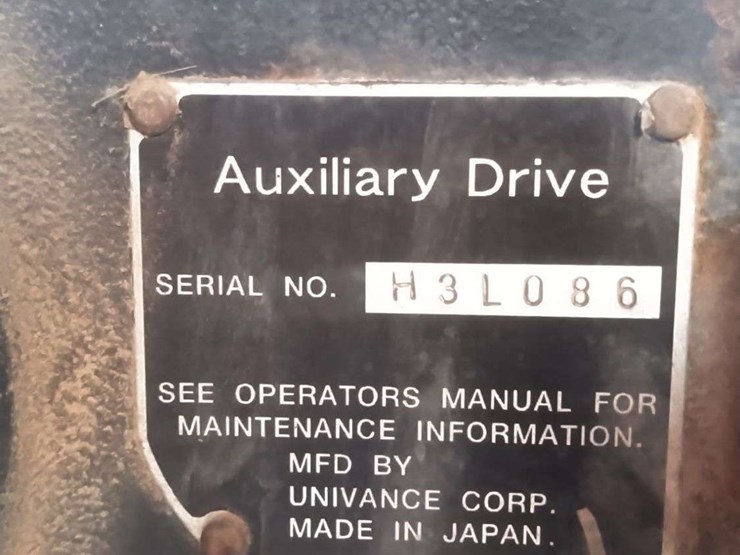 Auxiliary Drive
SERIAL NO. H3L086
SEE OPERATORS MANUAL FOR
MAINTENANCE INFORMATION.
MFD BY
UNIVANCE CORP.
MADE IN JAPAN.